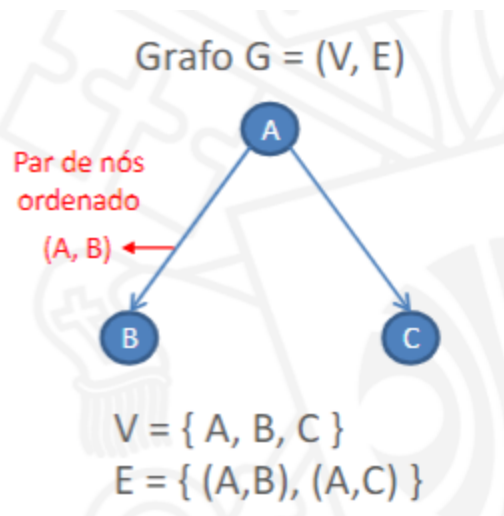 Grafo G = (V, E)
A
Par de nós
ordenado
(A, B)
B
C
V = { A, B, C }
E = { (A,B), (A,C) }